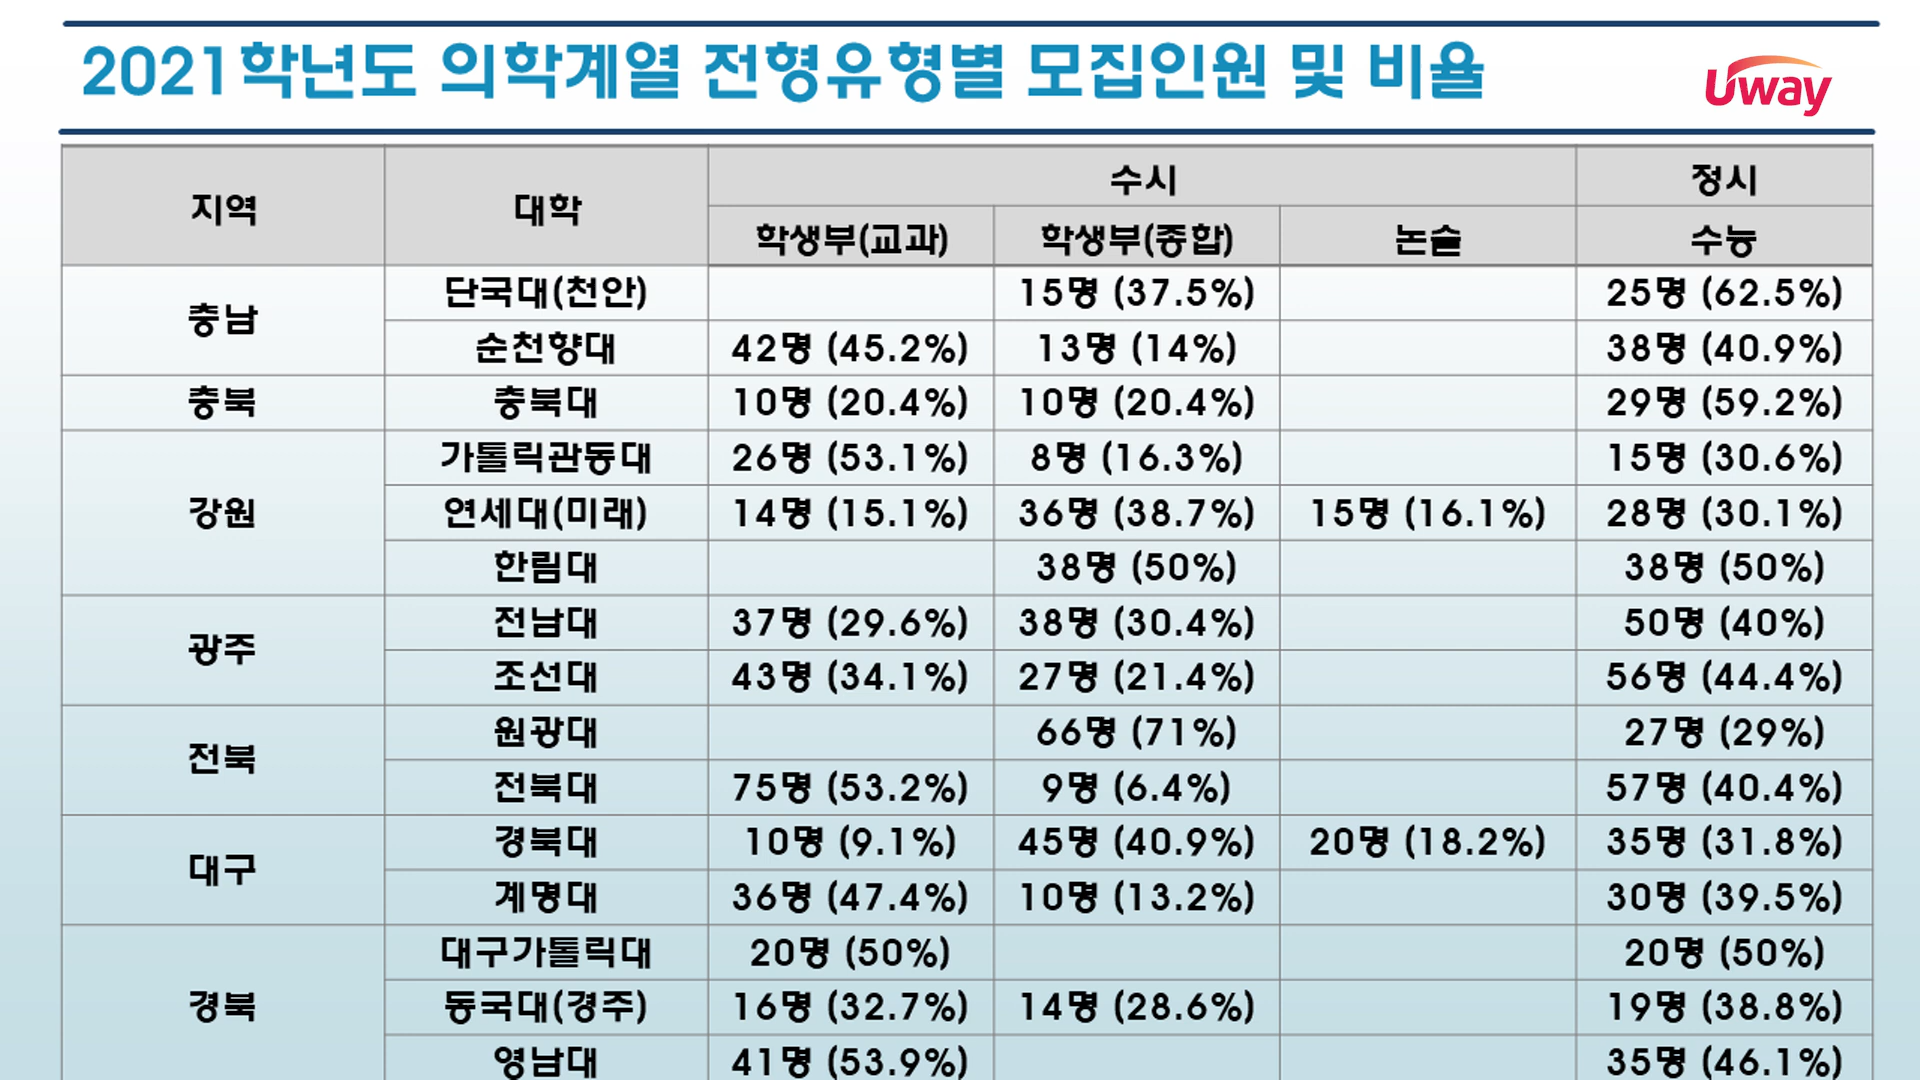 2021학년도 의학계열 전형유형별 모집인원 및 비율
Uway
지역 대학 수시 정시
학생부(교과) 학생부(종합) 논술 수능
충남 단국대(천안) 15명 (37.5%) 25명 (62.5%)
순천향대 42명 (45.2%) 13명 (14%) 38명 (40.9%)
충북 충북대 10명 (20.4%) 10명 (20.4%) 29명 (59.2%)
강원 가톨릭관동대 26명 (53.1%) 8명 (16.3%) 15명 (30.6%)
연세대(미래) 14명 (15.1%) 36명 (38.7%) 15명 (16.1%) 28명 (30.1%)
한림대 38명 (50%) 38명 (50%)
광주 전남대 37명 (29.6%) 38명 (30.4%) 50명 (40%)
조선대 43명 (34.1%) 27명 (21.4%) 56명 (44.4%)
전북 원광대 66명 (71%) 27명 (29%)
전북대 75명 (53.2%) 9명 (6.4%) 57명 (40.4%)
대구 경북대 10명 (9.1%) 45명 (40.9%) 20명 (18.2%) 35명 (31.8%)
계명대 36명 (47.4%) 10명 (13.2%) 30명 (39.5%)
경북 대구가톨릭대 20명 (50%) 20명 (50%)
동국대(경주) 16명 (32.7%) 14명 (28.6%) 19명 (38.8%)
영남대 41명 (53.9%) 35명 (46.1%)